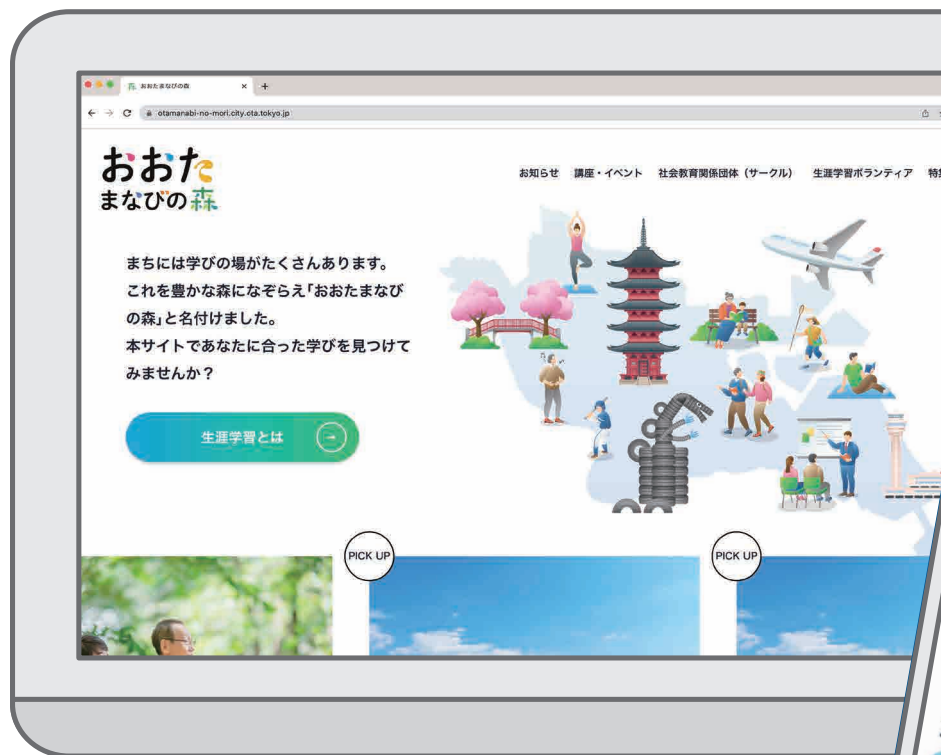 おおたまなびの森
otamanabi-no-mori.city.ota.tokyo.jp
おおた
まなびの森
お知らせ 講座・イベント 社会教育関係団体（サークル） 生涯学習ボランティア 特
まちには学びの場がたくさんあります。
これを豊かな森になぞらえ「おおたまなび
の森」と名付けました。
本サイトであなたに合った学びを見つけて
みませんか？
生涯学習とは
PICK UP
PICK UP